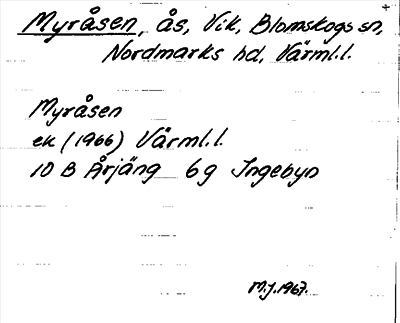 Myråsen, ås, Vik, Blomskogs sn,
Nordmarks hd, Värml.l.
Myråsen
ek (1966) Värml.l.
10 B Årjäng 6g Ingebyn
M.J.1967.